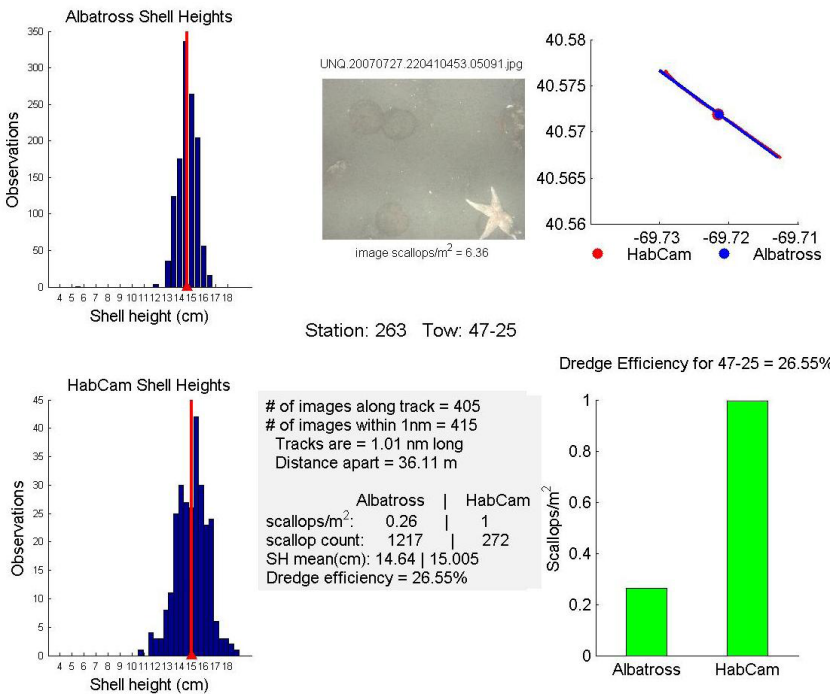 Albatross Shell Heights
350
300
250
200
150
100
50
0
Observations
4 5 6 7 8 9 10 11 12 13 14 15 16 17 18
Shell height (cm)
UNQ.20070727.220410453.05091.jpg
image scallops/m² = 6.36
40.58
40.575
40.57
40.565
40.56
-69.73 -69.72 -69.71
HabCam Albatross
Station: 263 Tow: 47-25
HabCam Shell Heights
45
40
35
30
25
20
15
10
5
0
Observations
4 5 6 7 8 9 10 11 12 13 14 15 16 17 18
Shell height (cm)
# of images along track = 405
# of images within 1nm = 415
Tracks are = 1.01 nm long
Distance apart = 36.11 m
Albatross | HabCam
scallops/m²: 0.26 | 1
scallop count: 1217 | 272
SH mean(cm): 14.64 | 15.005
Dredge efficiency = 26.55%
Dredge Efficiency for 47-25 = 26.55%
1
0.8
0.6
0.4
0.2
0
Scallops/m²
Albatross HabCam